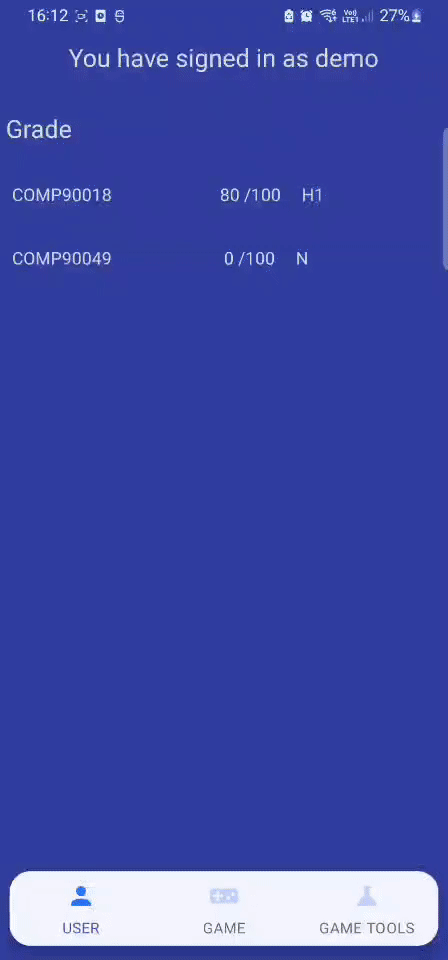 16:12 27%
You have signed in as demo
Grade
COMP90018 80 /100 H1
COMP90049 0 /100 N
USER GAME GAME TOOLS